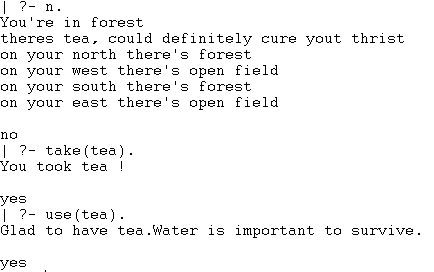 | ?- n.
You're in forest
theres tea, could definitely cure yout thrist
on your north there's forest
on your west there's open field
on your south there's forest
on your east there's open field
no
| ?- take(tea).
You took tea !
yes
| ?- use(tea).
Glad to have tea.Water is important to survive.
yes